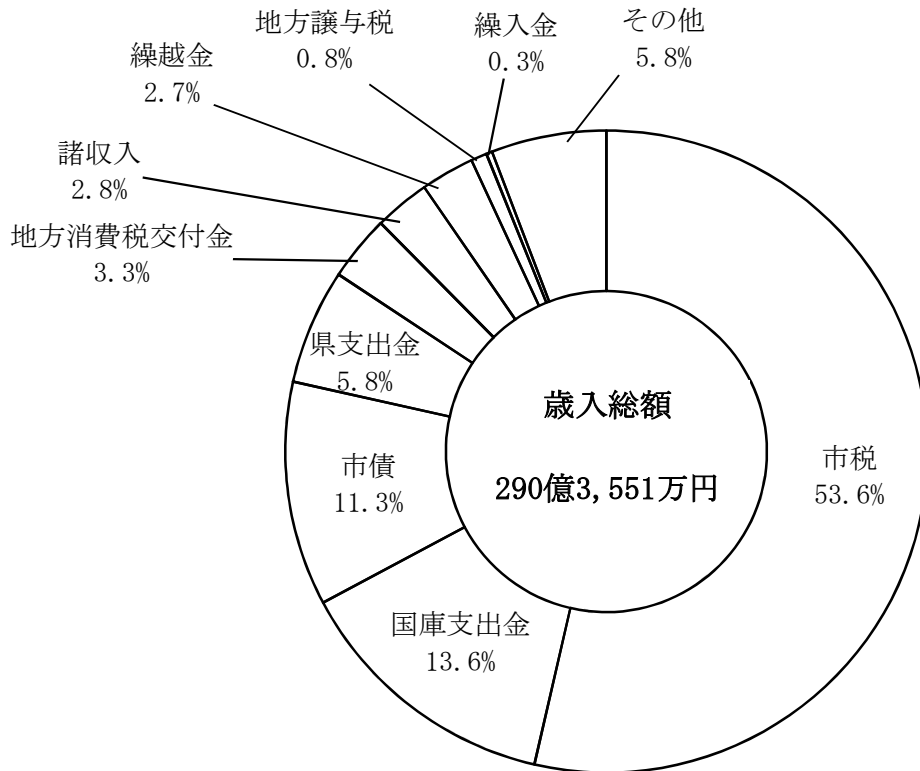 地方譲与税
0.8%
繰入金
0.3%
その他
5.8%
繰越金
2.7%
諸収入
2.8%
地方消費税交付金
3.3%
県支出金
5.8%
市債
11.3%
国庫支出金
13.6%
市税
53.6%
歳入総額
290億3,551万円